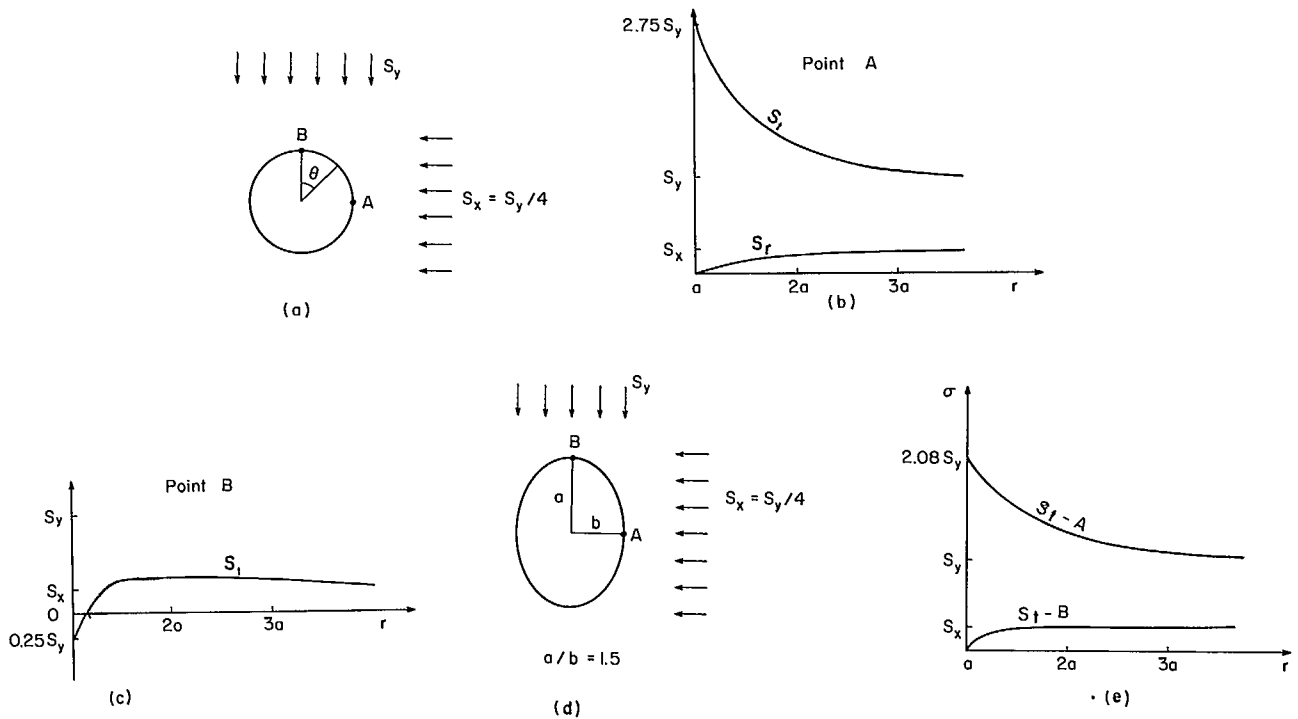 S_y
B
θ
A
S_x = S_y/4
(a)
2.75 S_y
Point A
S_t
S_y
S_x
S_r
a
2a
3a
r
(b)
Point B
S_y
S_t
S_x
0
2a
3a
r
0.25 S_y
(c)
S_y
B
a
b
A
S_x = S_y/4
a/b = 1.5
(d)
σ
2.08 S_y
S_t - A
S_y
S_t - B
S_x
a
2a
3a
r
(e)